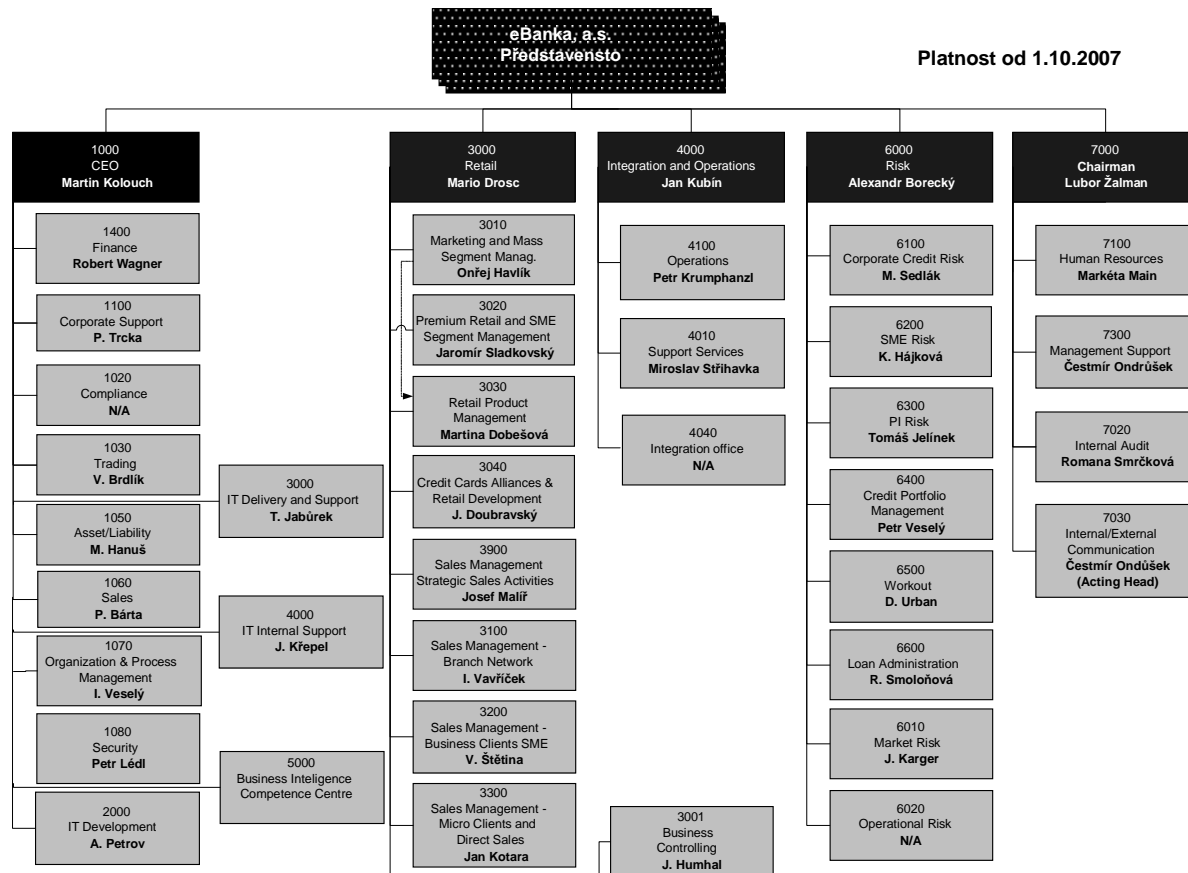 eBanka, a.s.
Představensto
Platnost od 1.10.2007
1000
CEO
Martin Kolouch
1400
Finance
Robert Wagner
1100
Corporate Support
P. Trcka
1020
Compliance
N/A
1030
Trading
V. Brdlík
1050
Asset/Liability
M. Hanuš
1060
Sales
P. Bárta
1070
Organization & Process
Management
I. Veselý
1080
Security
Petr Lédl
2000
IT Development
A. Petrov
3000
IT Delivery and Support
T. Jabůrek
4000
IT Internal Support
J. Křepel
5000
Business Inteligence
Competence Centre
3000
Retail
Mario Drosc
3010
Marketing and Mass
Segment Manag.
Onřej Havlík
3020
Premium Retail and SME
Segment Management
Jaromír Sladkovský
3030
Retail Product
Management
Martina Dobešová
3040
Credit Cards Alliances &
Retail Development
J. Doubravský
3900
Sales Management
Strategic Sales Activities
Josef Malíř
3100
Sales Management -
Branch Network
I. Vavříček
3200
Sales Management -
Business Clients SME
V. Štětina
3300
Sales Management -
Micro Clients and
Direct Sales
Jan Kotara
4000
Integration and Operations
Jan Kubín
4100
Operations
Petr Krumphanzl
4010
Support Services
Miroslav Střihavka
4040
Integration office
N/A
3001
Business
Controlling
J. Humhal
6000
Risk
Alexandr Borecký
6100
Corporate Credit Risk
M. Sedlák
6200
SME Risk
K. Hájková
6300
PI Risk
Tomáš Jelínek
6400
Credit Portfolio
Management
Petr Veselý
6500
Workout
D. Urban
6600
Loan Administration
R. Smoloňová
6010
Market Risk
J. Karger
6020
Operational Risk
N/A
7000
Chairman
Lubor Žalman
7100
Human Resources
Markéta Main
7300
Management Support
Čestmír Ondrůšek
7020
Internal Audit
Romana Smrčková
7030
Internal/External
Communication
Čestmír Ondůšek
(Acting Head)